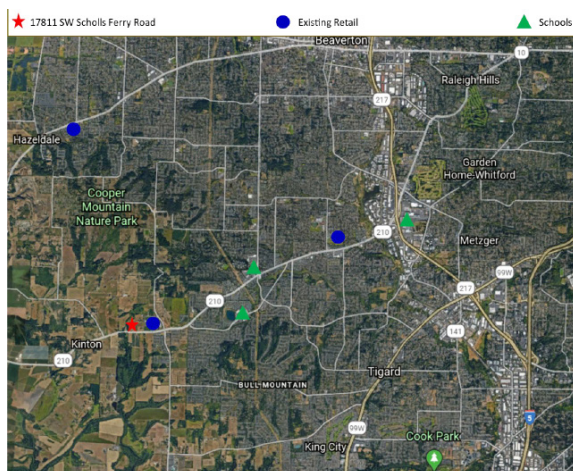 17811 SW Scholls Ferry Road
Existing Retail
Schools
Beaverton
10
Raleigh Hills
217
Hazeldale
Garden
Home-Whitford
Cooper
Mountain
Nature Park
210
Metzger
99W
217
210
Kinton
141
210
Tigard
BULL MOUNTAIN
5
99W
King City
Cook Park